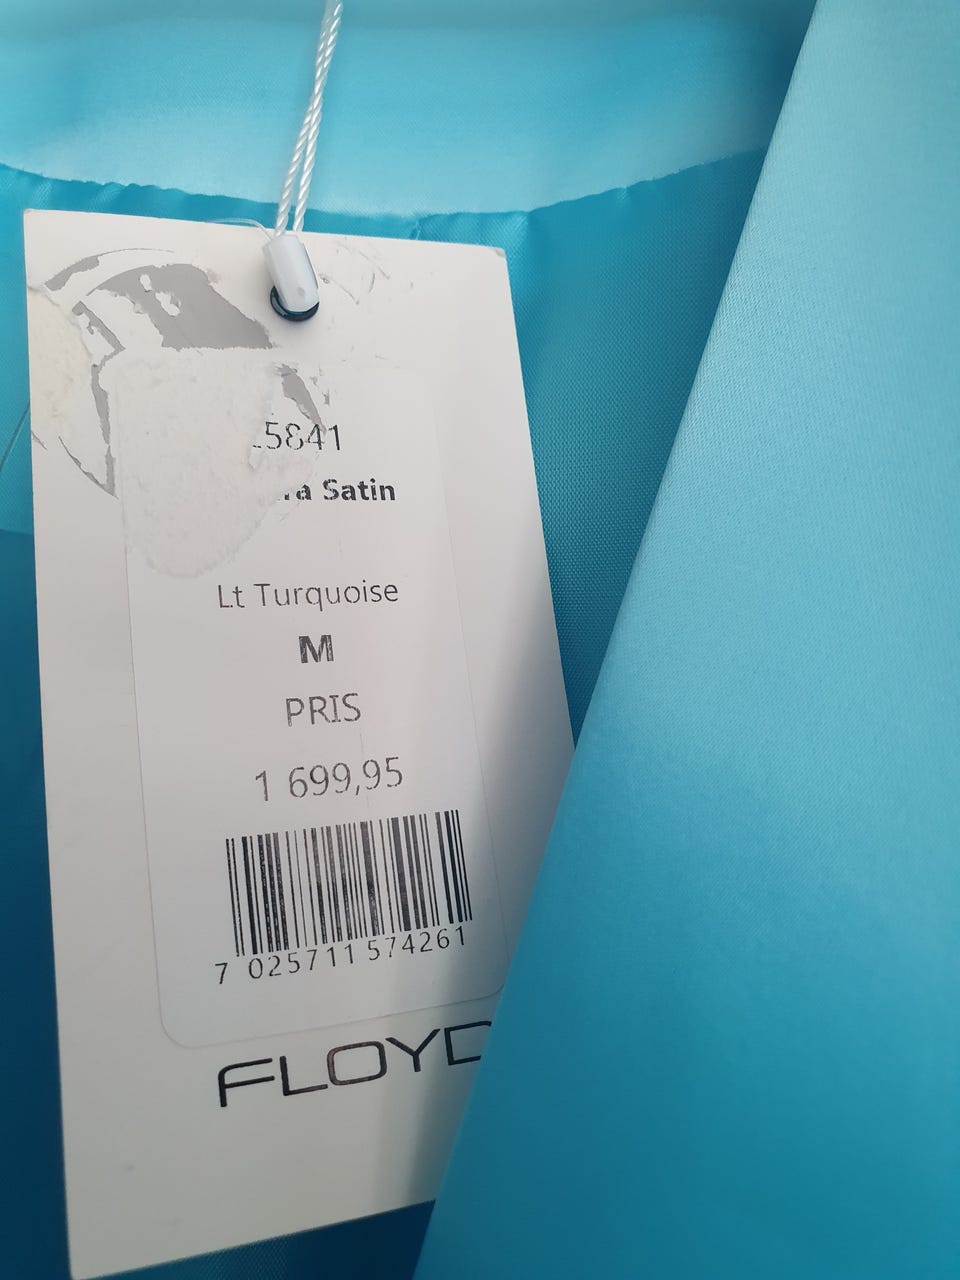 5841
Satin
Lt Turquoise
M
PRIS
1 699,95
7 025711 574261
FLOYD